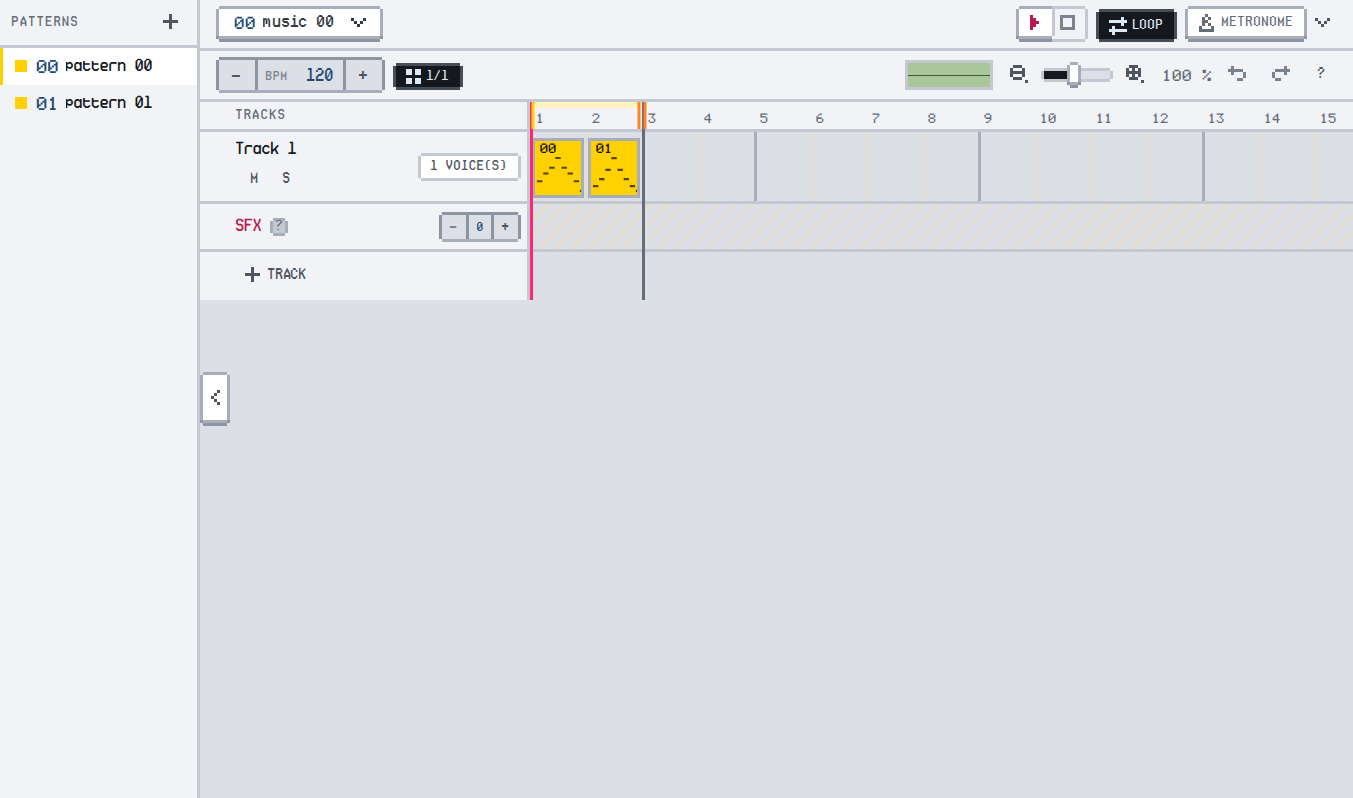 PATTERNS
00 music 00
LOOP
METRONOME
00 pattern 00
01 pattern 01
- BPM 120 +
1/1
100 %
?
TRACKS
1 2 3 4 5 6 7 8 9 10 11 12 13 14 15
Track 1
M S
1 VOICE(S)
00 01
SFX ?
- 0 +
+ TRACK